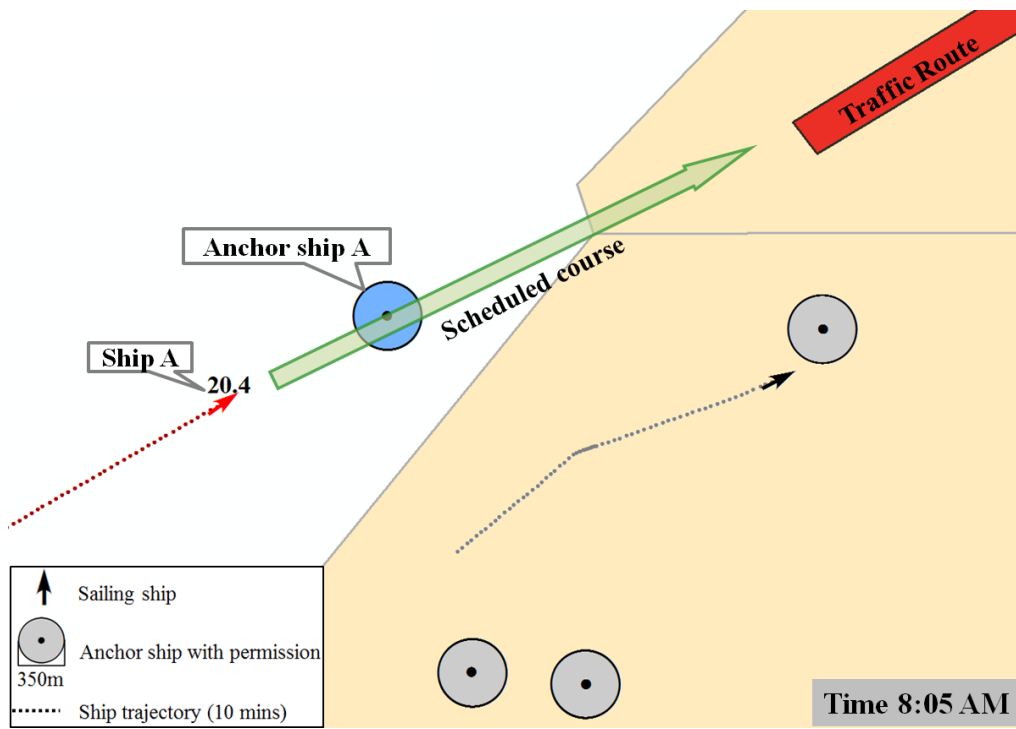 Traffic Route
Anchor ship A
Scheduled course
Ship A
20.4
Sailing ship
Anchor ship with permission
350m
Ship trajectory (10 mins)
Time 8:05 AM